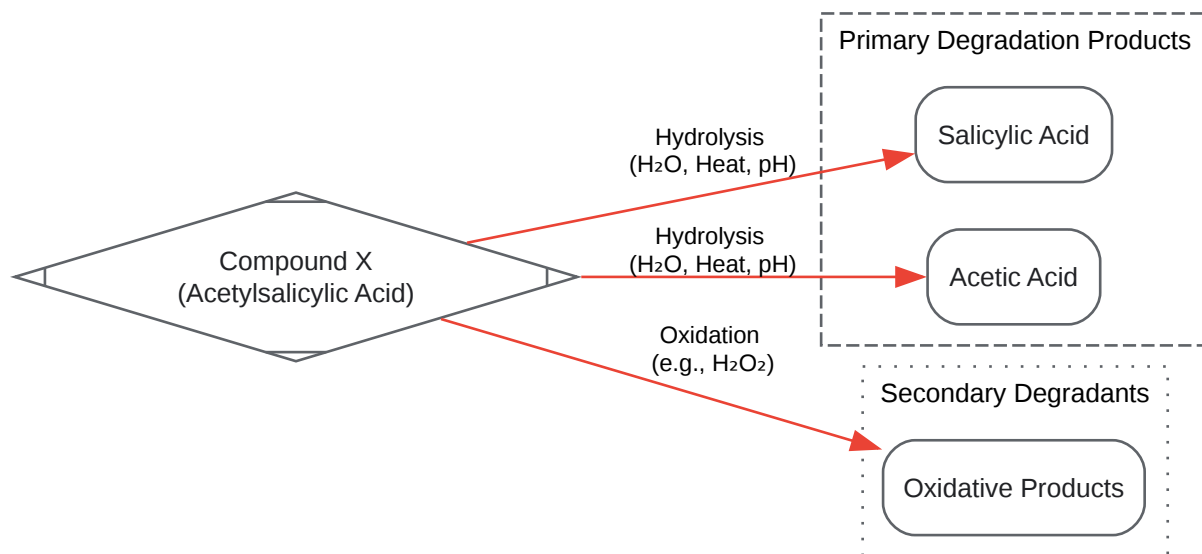 Primary Degradation Products
Salicylic Acid
Hydrolysis
(H₂O, Heat, pH)
Compound X
(Acetylsalicylic Acid)
Hydrolysis
(H₂O, Heat, pH)
Acetic Acid
Oxidation
(e.g., H₂O₂)
Secondary Degradants
Oxidative Products